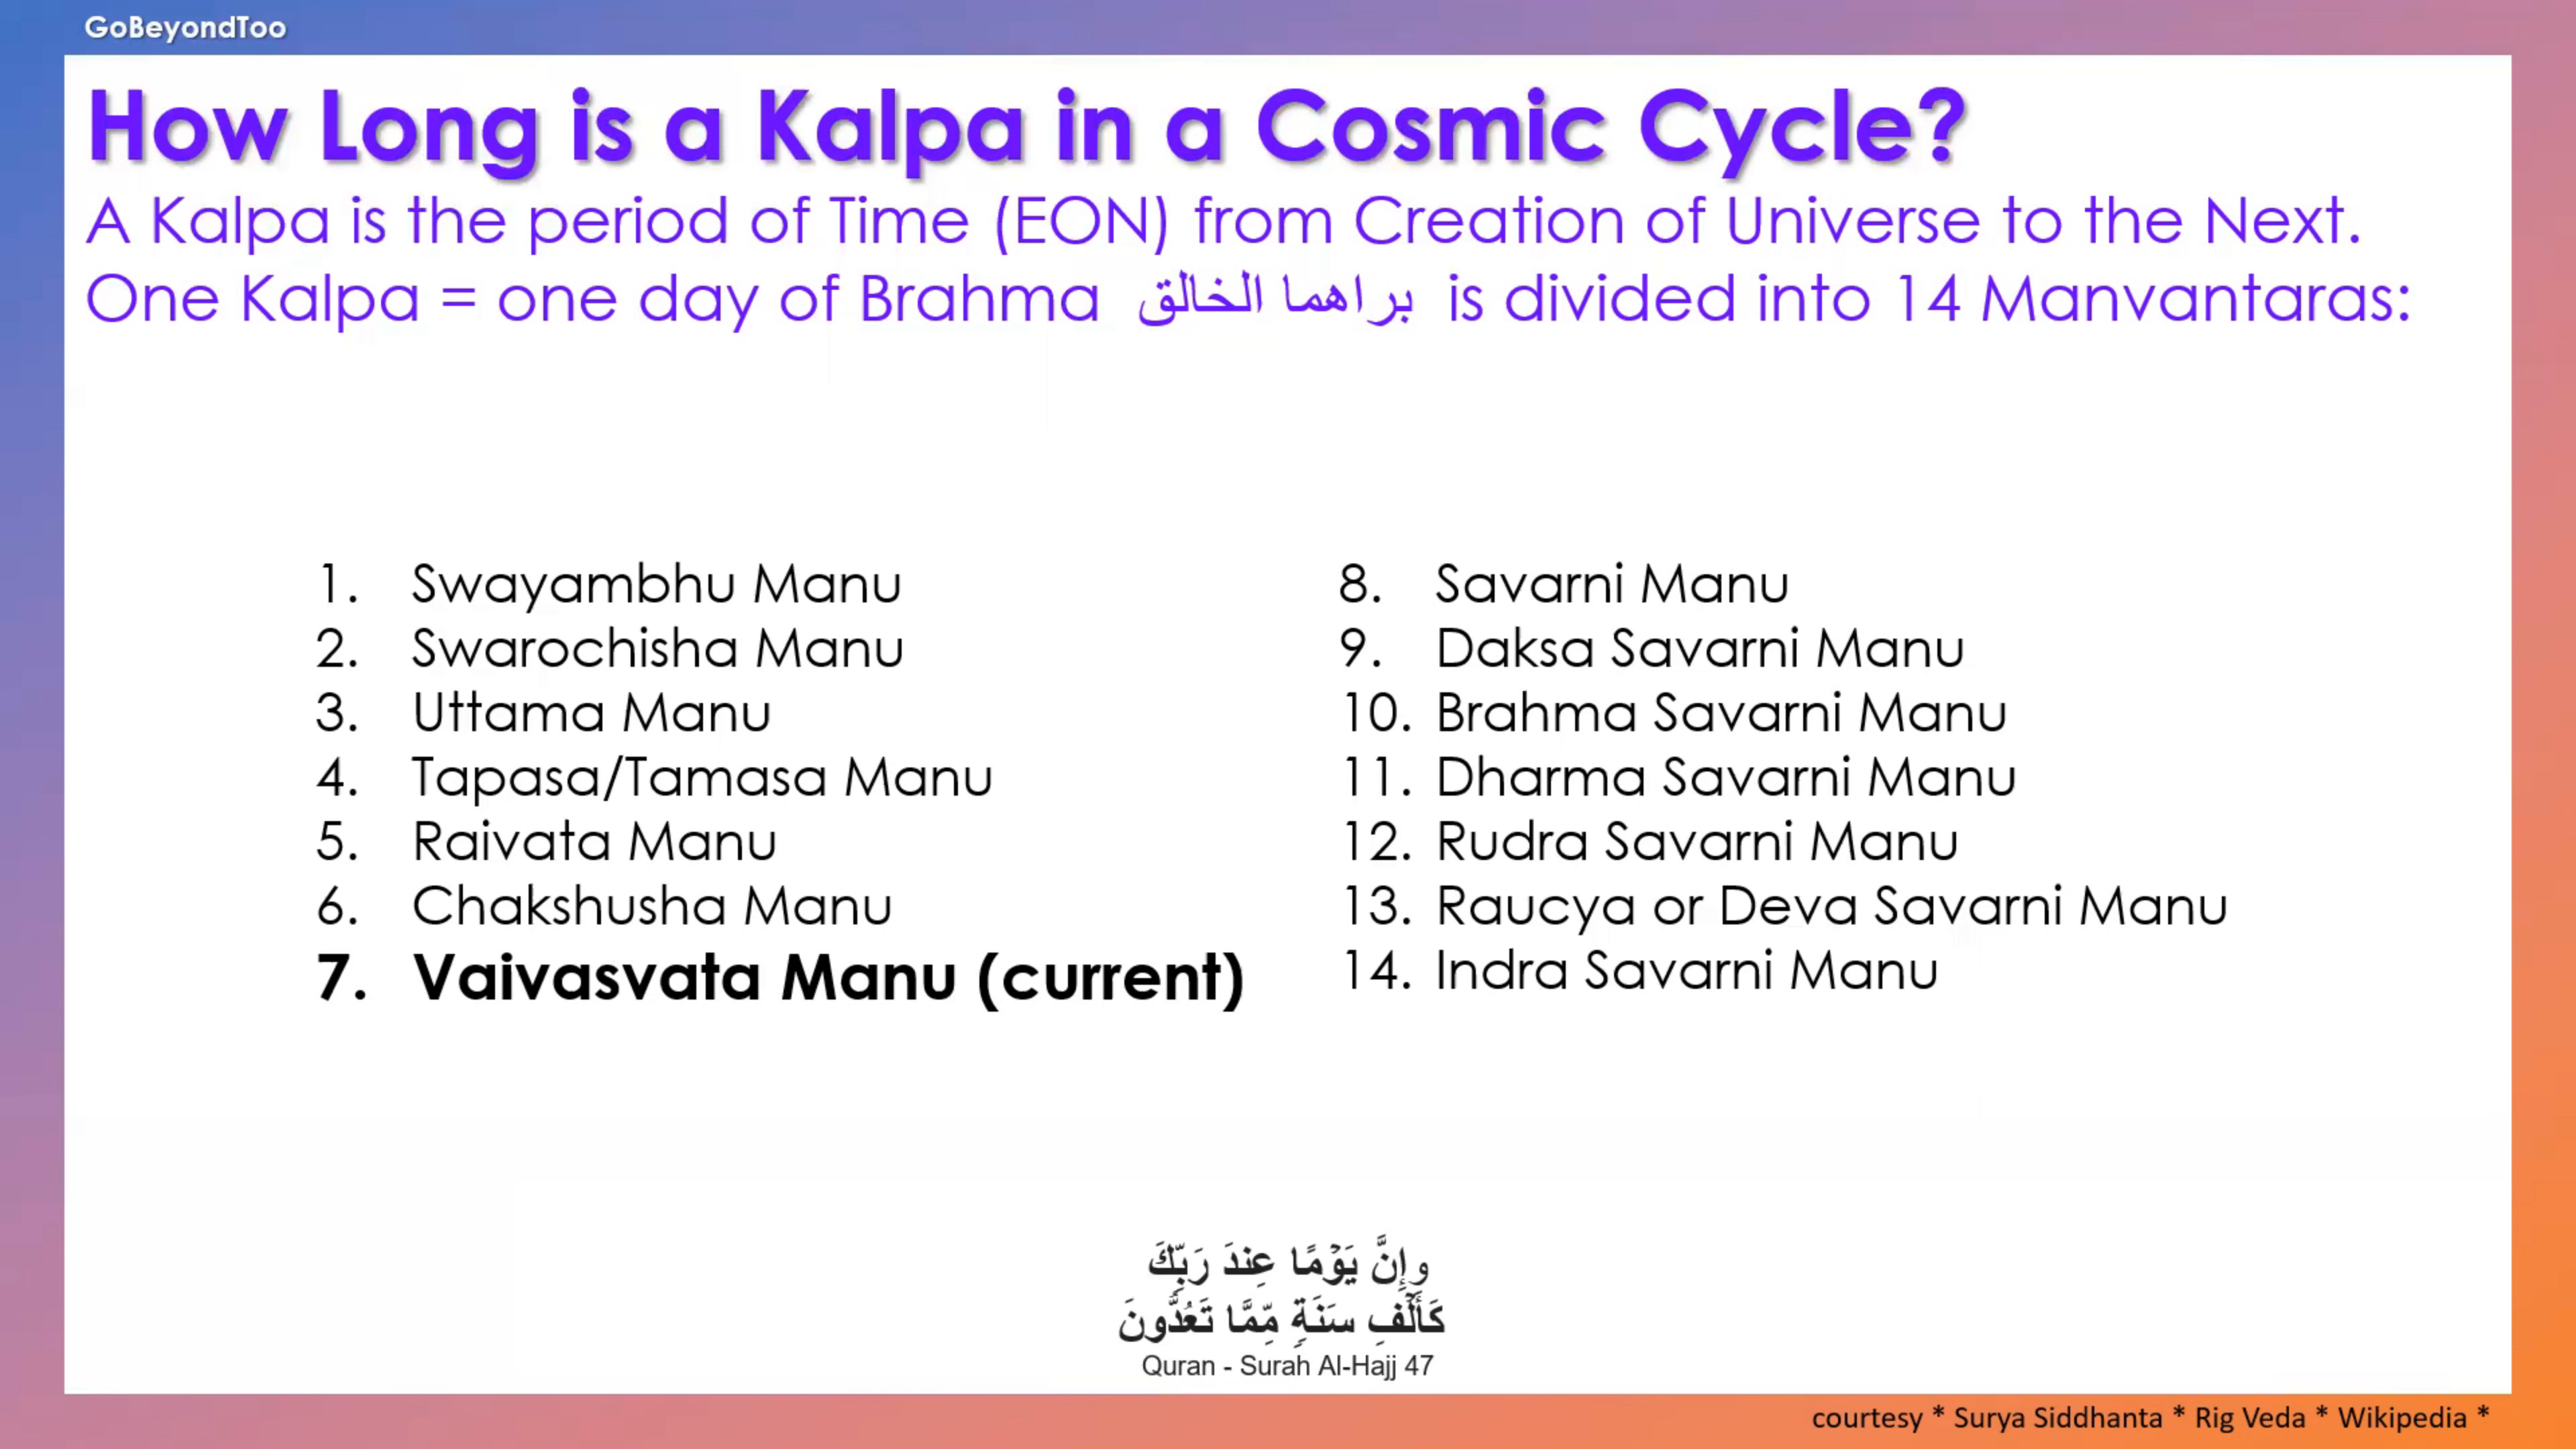 GoBeyondToo
How Long is a Kalpa in a Cosmic Cycle?
A Kalpa is the period of Time (EON) from Creation of Universe to the Next.
One Kalpa = one day of Brahma براهما الخالق is divided into 14 Manvantaras:
1. Swayambhu Manu
2. Swarochisha Manu
3. Uttama Manu
4. Tapasa/Tamasa Manu
5. Raivata Manu
6. Chakshusha Manu
7. Vaivasvata Manu (current)
8. Savarni Manu
9. Daksa Savarni Manu
10. Brahma Savarni Manu
11. Dharma Savarni Manu
12. Rudra Savarni Manu
13. Raucya or Deva Savarni Manu
14. Indra Savarni Manu
وإِنَّ يَوْمًا عِندَ رَبِّكَ
كَأَلْفِ سَنَةٍ مِّمَّا تَعُدُّونَ
Quran - Surah Al-Hajj 47
courtesy * Surya Siddhanta * Rig Veda * Wikipedia *